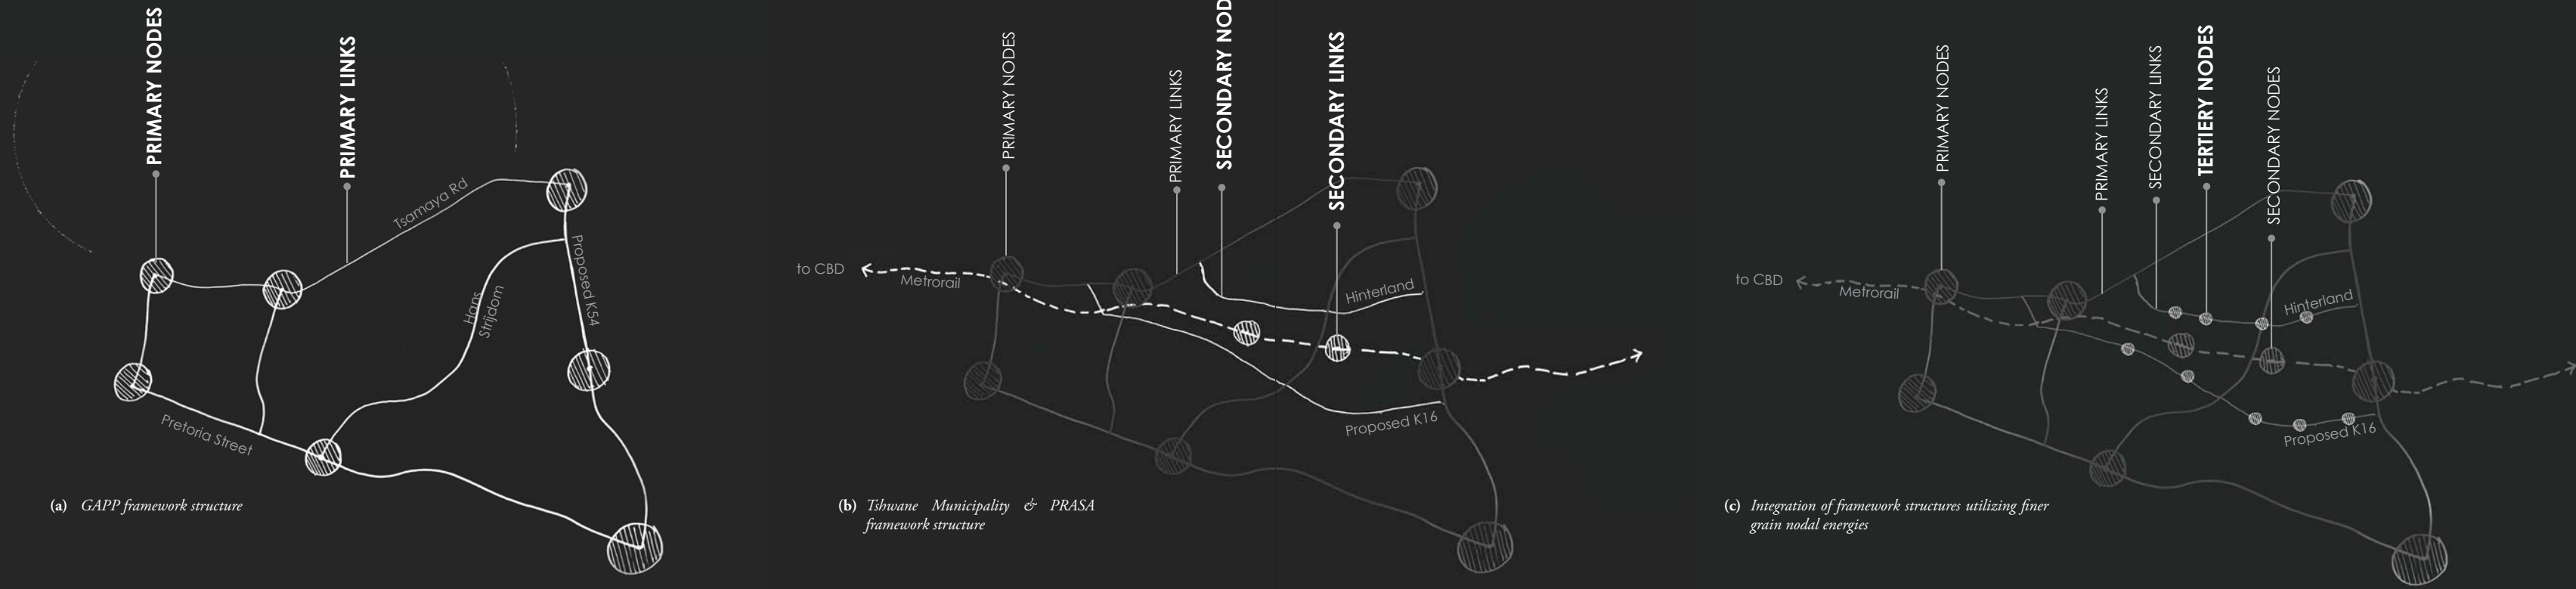 PRIMARY NODES
PRIMARY LINKS
Tsamaya Rd
Hans
Strijdom
Proposed K54
Pretoria Street
(a) GAPP framework structure
PRIMARY NODES
PRIMARY LINKS
SECONDARY NOD
SECONDARY LINKS
to CBD
Metrorail
Hinterland
Proposed K16
(b) Tshwane Municipality & PRASA
framework structure
PRIMARY NODES
PRIMARY LINKS
SECONDARY LINKS
TERTIERY NODES
SECONDARY NODES
to CBD
Metrorail
Hinterland
Proposed K16
(c) Integration of framework structures utilizing finer
grain nodal energies